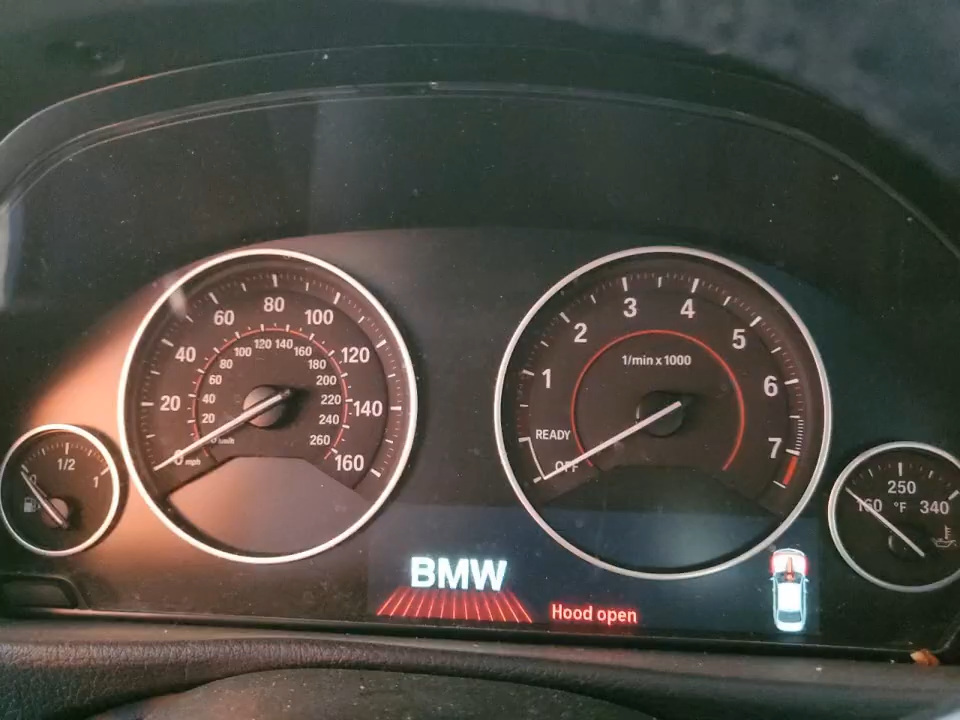 20 40 60 80 100 120 140 160
0 mph
20 40 60 80 100 120 140 160 180 200 220 240 260
0 km/h
1 2 3 4 5 6 7
1/min x 1000
READY
OFF
0 1/2 1
160 250 340
°F
BMW
Hood open